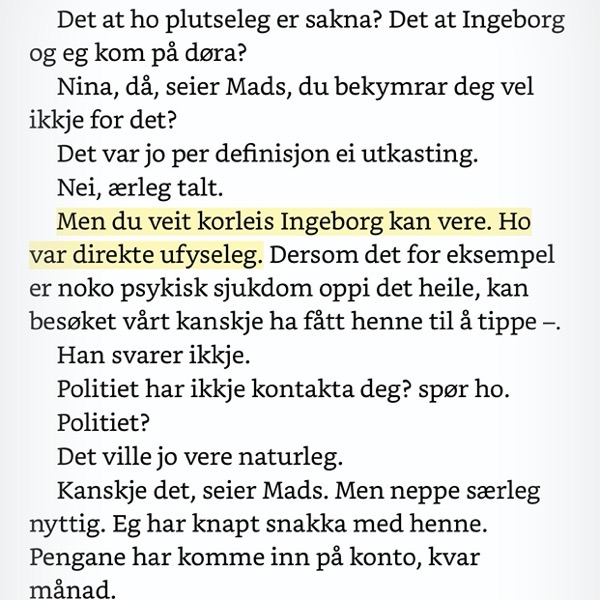 Det at ho plutseleg er sakna? Det at Ingeborg
og eg kom på døra?
Nina, då, seier Mads, du bekymrar deg vel
ikkje for det?
Det var jo per definisjon ei utkasting.
Nei, ærleg talt.
Men du veit korleis Ingeborg kan vere. Ho
var direkte ufyseleg. Dersom det for eksempel
er noko psykisk sjukdom oppi det heile, kan
besøket vårt kanskje ha fått henne til å tippe –.
Han svarer ikkje.
Politiet har ikkje kontakta deg? spør ho.
Politiet?
Det ville jo vere naturleg.
Kanskje det, seier Mads. Men neppe særleg
nyttig. Eg har knapt snakka med henne.
Pengane har komme inn på konto, kvar
månad.